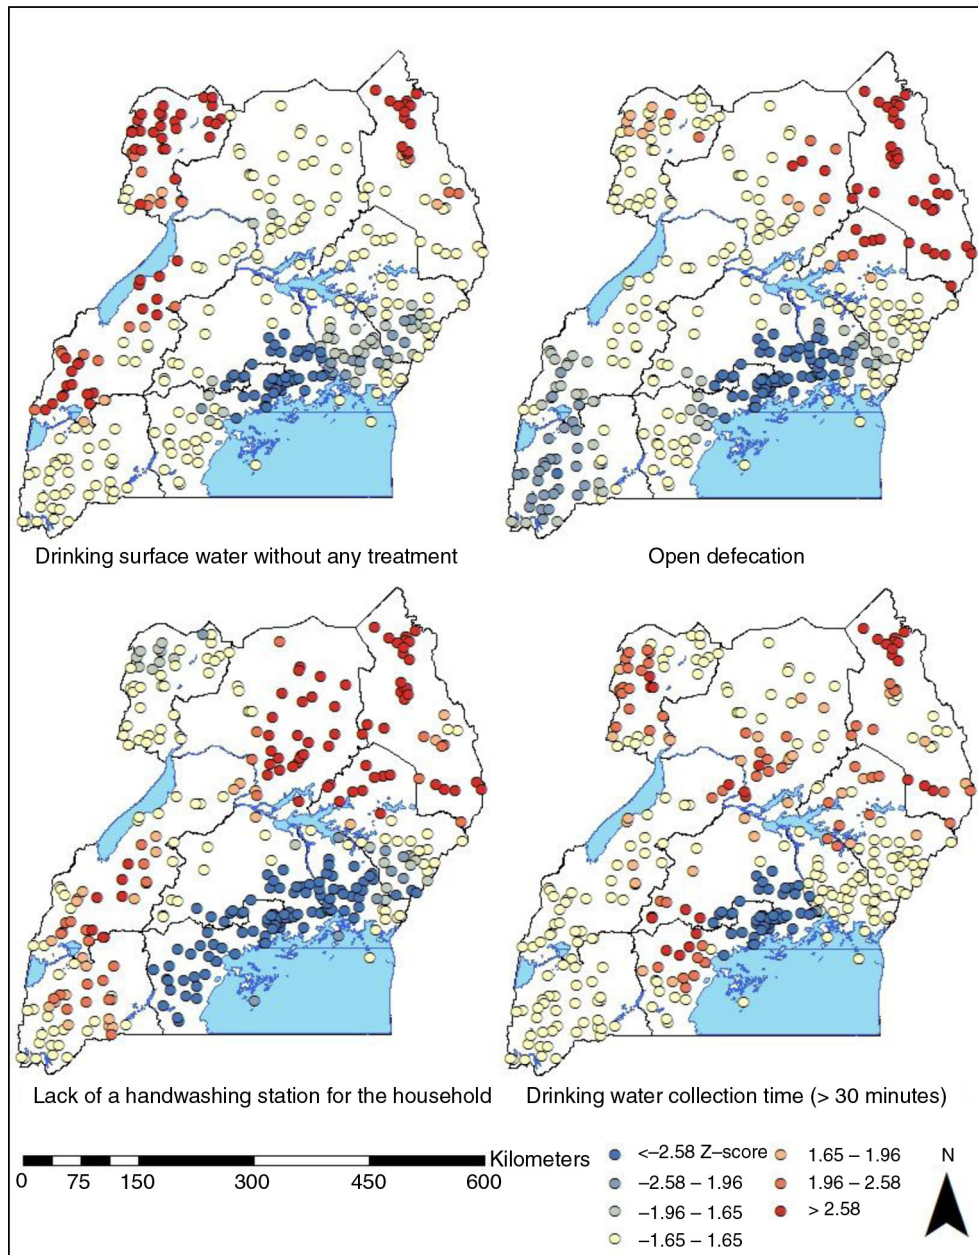 Drinking surface water without any treatment
Open defecation
Lack of a handwashing station for the household
Drinking water collection time (> 30 minutes)
Kilometers
0 75 150 300 450 600
<–2.58 Z–score
–2.58 – 1.96
–1.96 – 1.65
–1.65 – 1.65
1.65 – 1.96
1.96 – 2.58
> 2.58
N